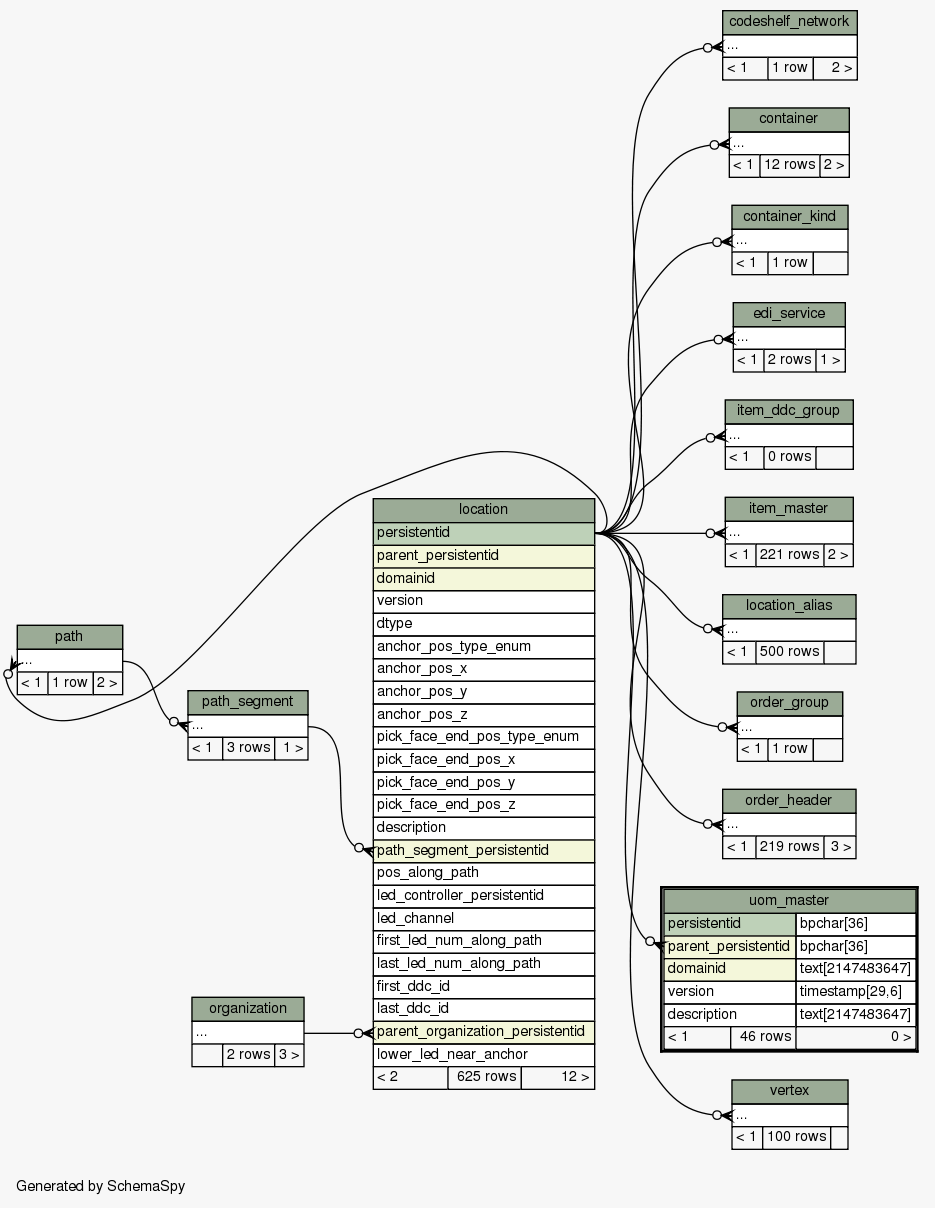 codeshelf_network
...
< 1 1 row 2 >
container
...
< 1 12 rows 2 >
container_kind
...
< 1 1 row
edi_service
...
< 1 2 rows 1 >
item_ddc_group
...
< 1 0 rows
item_master
...
< 1 221 rows 2 >
location_alias
...
< 1 500 rows
order_group
...
< 1 1 row
order_header
...
< 1 219 rows 3 >
uom_master
persistentid bpchar[36]
parent_persistentid bpchar[36]
domainid text[2147483647]
version timestamp[29,6]
description text[2147483647]
< 1 46 rows 0 >
vertex
...
< 1 100 rows
location
persistentid
parent_persistentid
domainid
version
dtype
anchor_pos_type_enum
anchor_pos_x
anchor_pos_y
anchor_pos_z
pick_face_end_pos_type_enum
pick_face_end_pos_x
pick_face_end_pos_y
pick_face_end_pos_z
description
path_segment_persistentid
pos_along_path
led_controller_persistentid
led_channel
first_led_num_along_path
last_led_num_along_path
first_ddc_id
last_ddc_id
parent_organization_persistentid
lower_led_near_anchor
< 2 625 rows 12 >
path
...
< 1 1 row 2 >
path_segment
...
< 1 3 rows 1 >
organization
...
2 rows 3 >
Generated by SchemaSpy